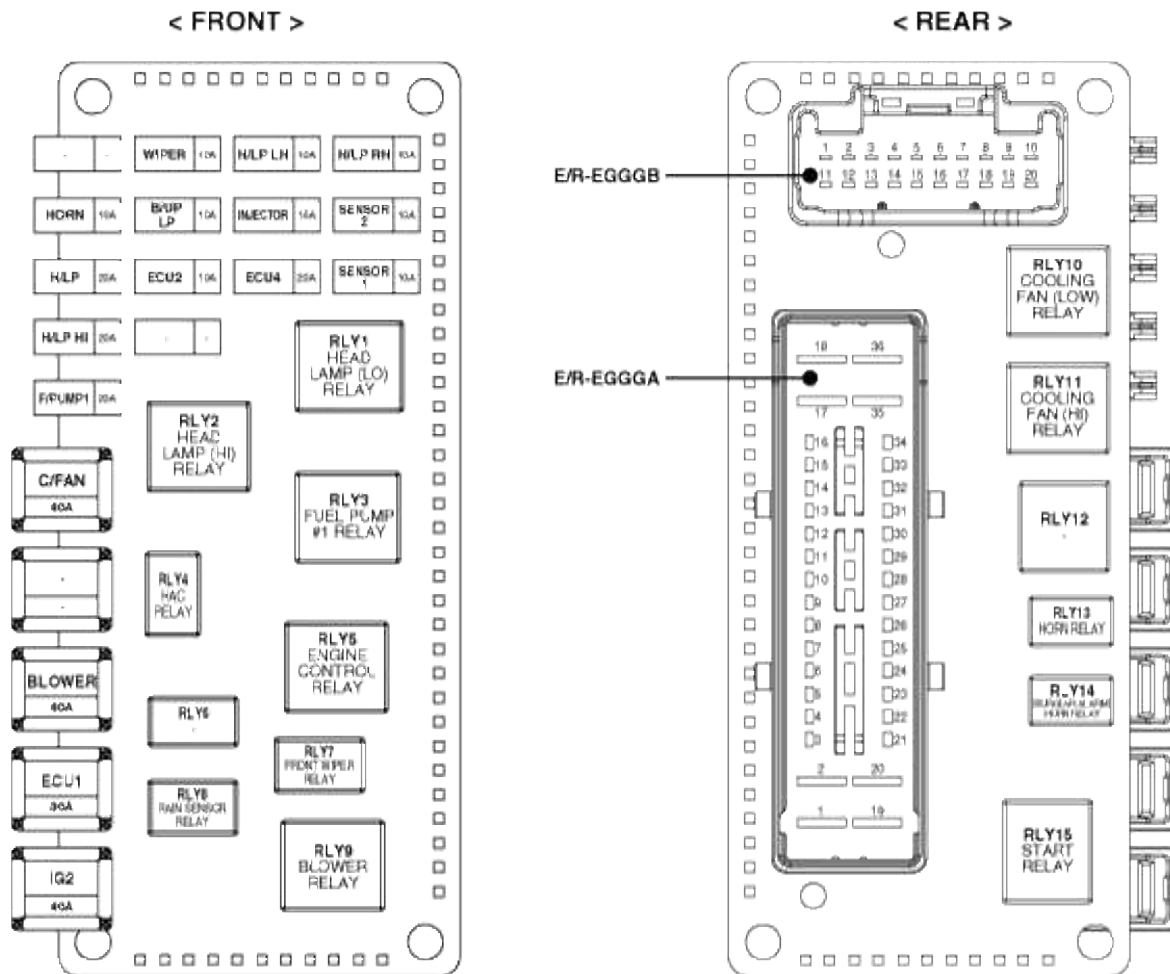 < FRONT >
- -
WIPER 10A
H/LP LH 10A
H/LP RH 10A
HORN 10A
B/UP LP 10A
INJECTOR 15A
SENSOR 2 10A
H/LP 20A
ECU2 10A
ECU4 20A
SENSOR 1 10A
H/LP HI 20A
- -
F/PUMP1 20A
RLY1
HEAD
LAMP (LO)
RELAY
RLY2
HEAD
LAMP (HI)
RELAY
C/FAN
40A
RLY3
FUEL PUMP
#1 RELAY
-
-
RLY4
HAC
RELAY
RLY5
ENGINE
CONTROL
RELAY
BLOWER
40A
RLY6
-
RLY7
FRONT WIPER
RELAY
ECU1
30A
RLY8
RAIN SENSOR
RELAY
RLY9
BLOWER
RELAY
IG2
40A
< REAR >
E/R-EGGGB
1 2 3 4 5 6 7 8 9 10
11 12 13 14 15 16 17 18 19 20
RLY10
COOLING
FAN (LOW)
RELAY
E/R-EGGGA
18 36
17 35
16 34
15 33
14 32
13 31
12 30
11 29
10 28
9 27
8 26
7 25
6 24
5 23
4 22
3 21
2 20
1 19
RLY11
COOLING
FAN (HI)
RELAY
RLY12
-
RLY13
HORN RELAY
RLY14
BURGLAR ALARM
HORN RELAY
RLY15
START
RELAY